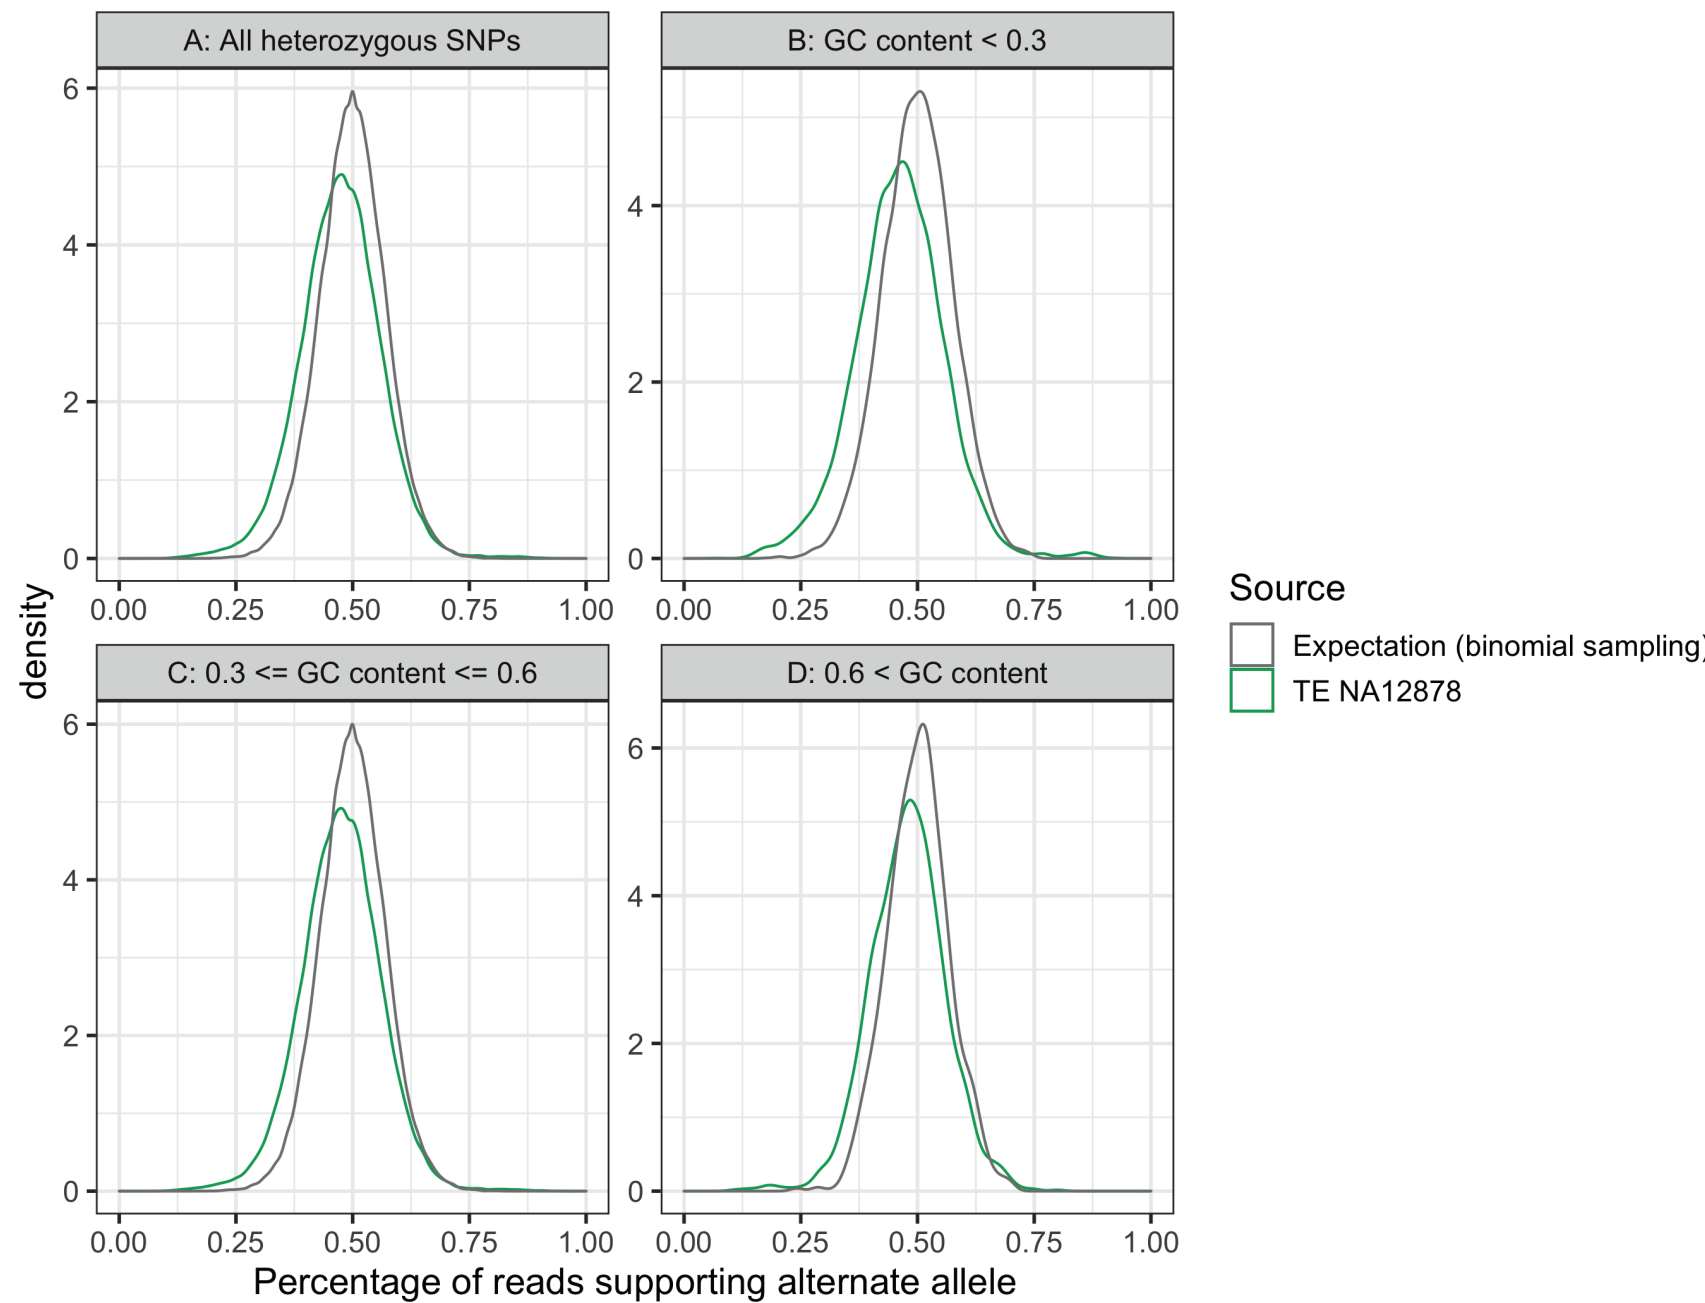 A: All heterozygous SNPs
B: GC content < 0.3
6
4
2
0
4
2
0
0.00 0.25 0.50 0.75 1.00
0.00 0.25 0.50 0.75 1.00
density
C: 0.3 <= GC content <= 0.6
D: 0.6 < GC content
6
4
2
0
6
4
2
0
0.00 0.25 0.50 0.75 1.00
0.00 0.25 0.50 0.75 1.00
Percentage of reads supporting alternate allele
Source
Expectation (binomial sampling)
TE NA12878